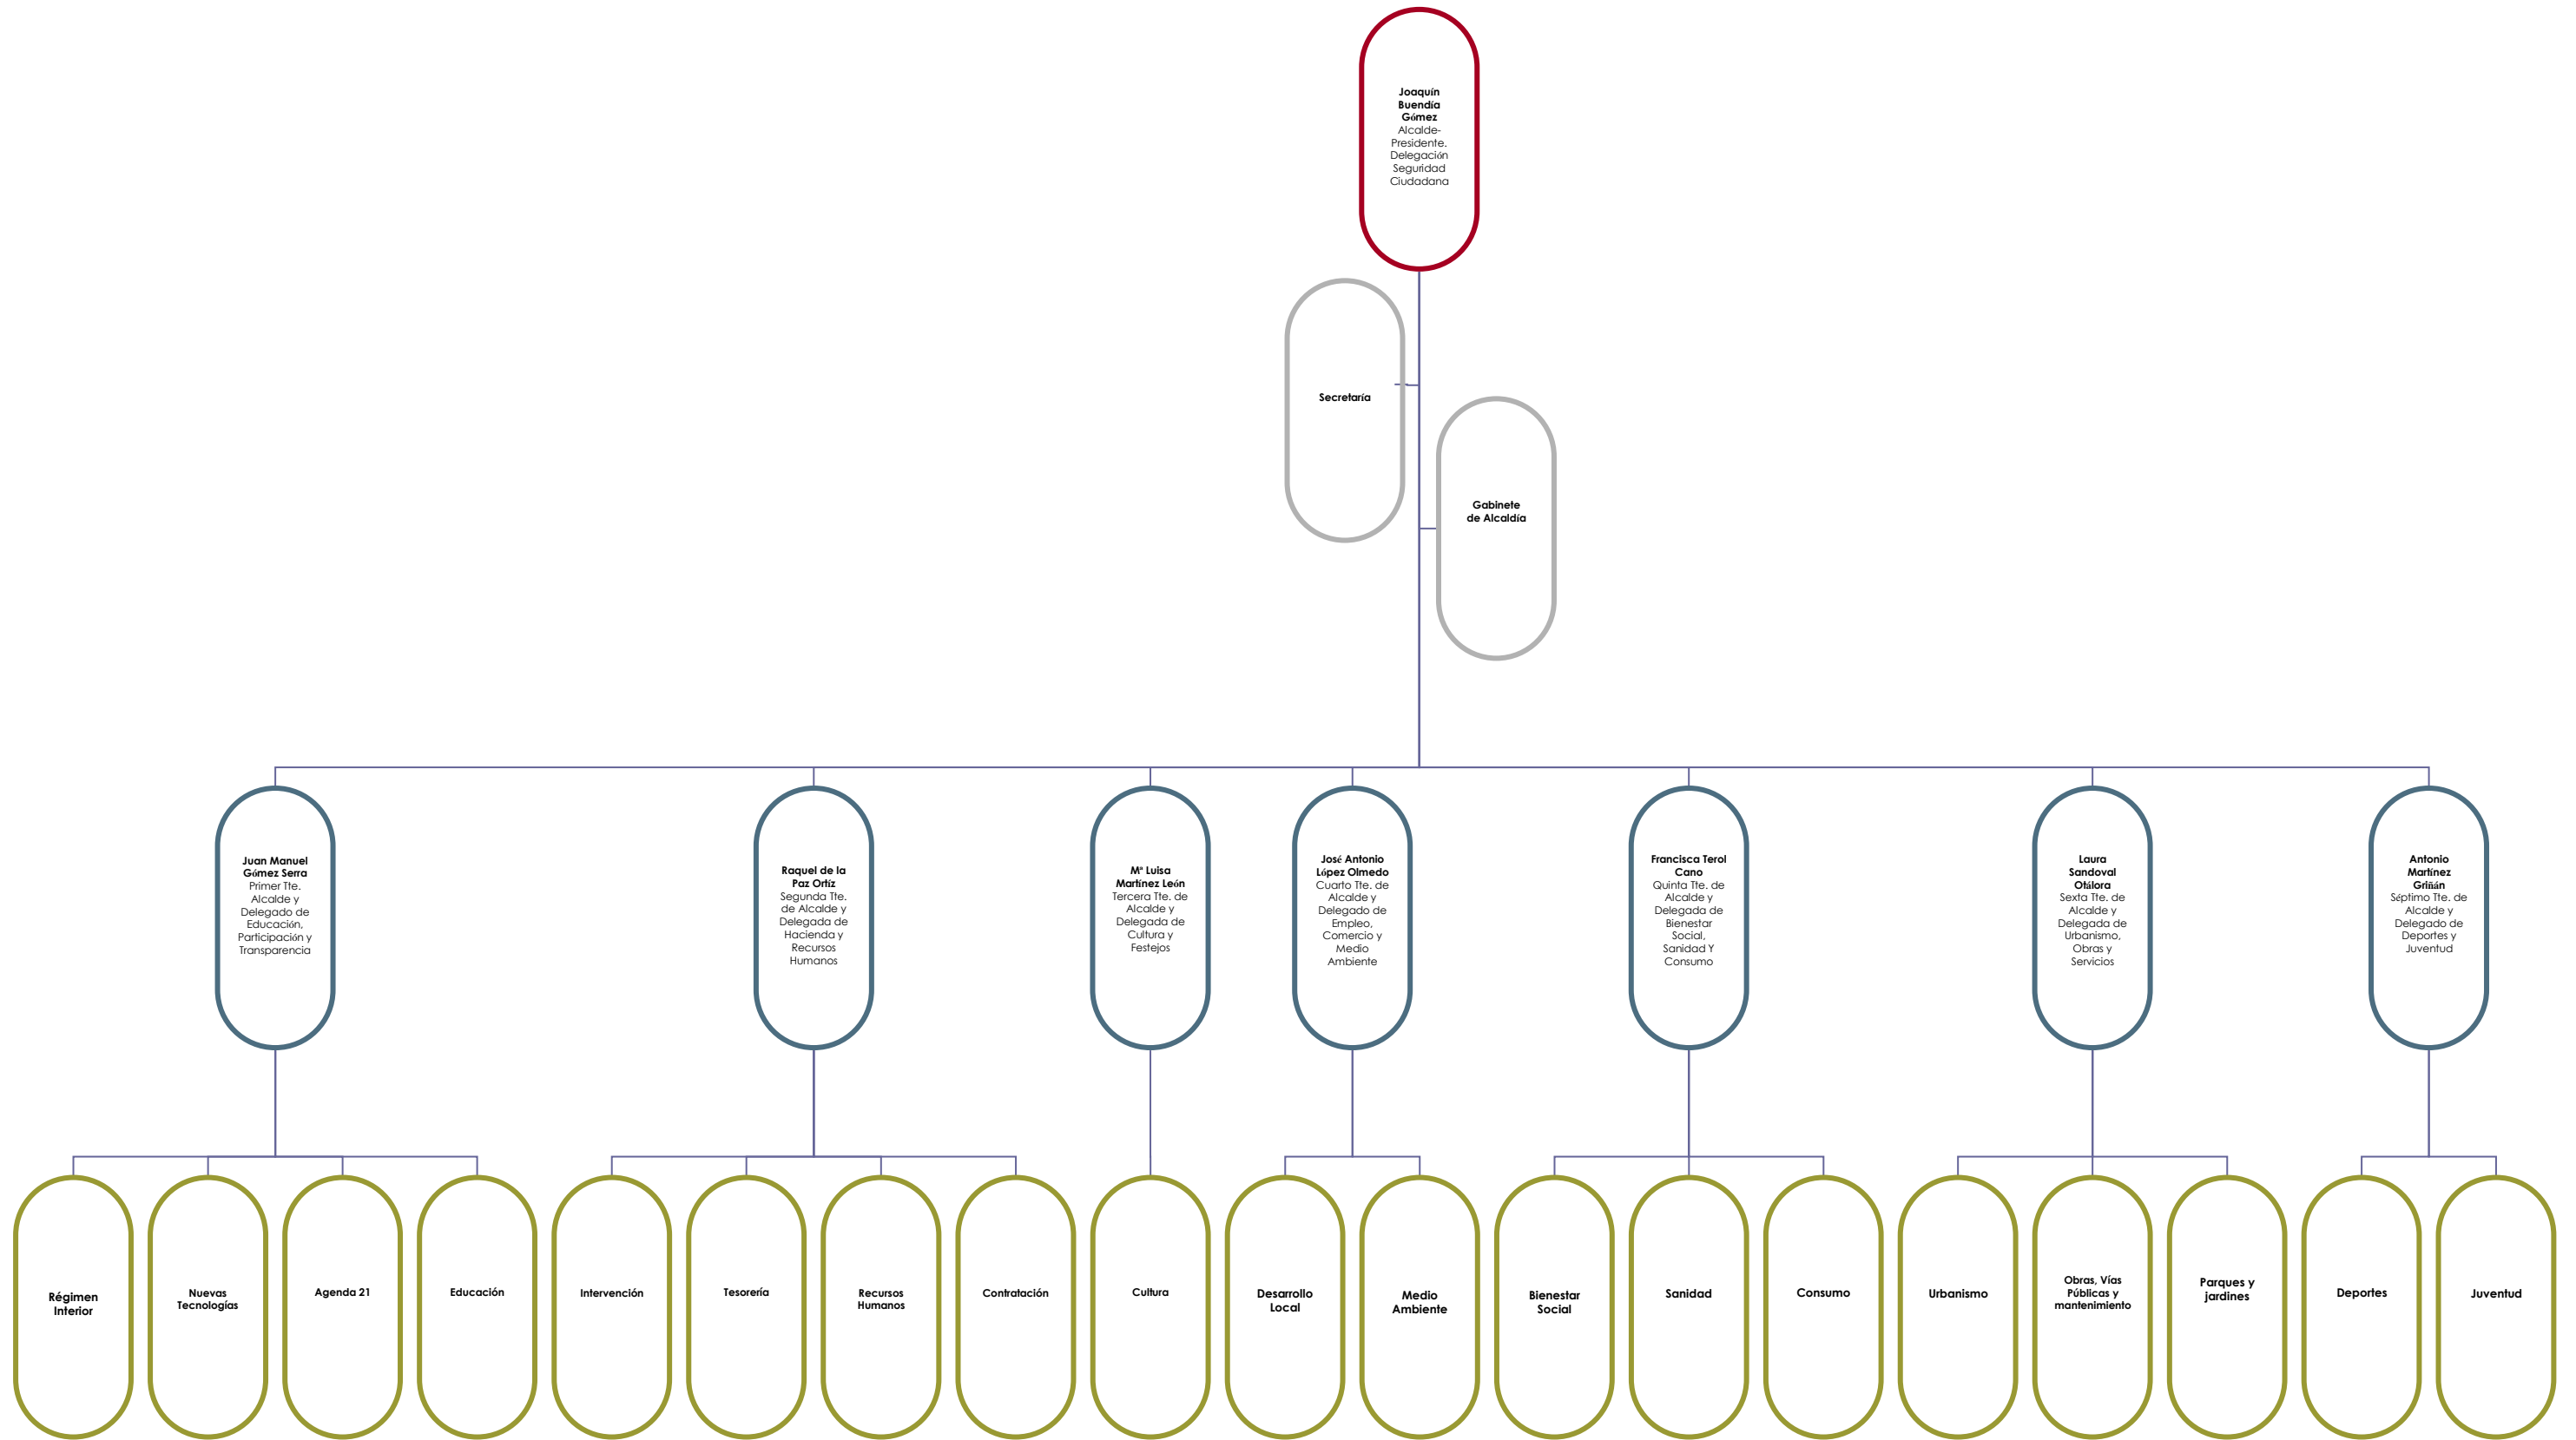 Joaquín
Buendía
Gómez
Alcalde-
Presidente.
Delegación
Seguridad
Ciudadana
Secretaría
Gabinete
de Alcaldía
Juan Manuel
Gómez Serra
Primer Tte.
Alcalde y
Delegado de
Educación,
Participación y
Transparencia
Raquel de la
Paz Ortíz
Segunda Tte.
de Alcalde y
Delegada de
Hacienda y
Recursos
Humanos
Mª Luisa
Martínez León
Tercera Tte. de
Alcalde y
Delegada de
Cultura y
Festejos
José Antonio
López Olmedo
Cuarto Tte. de
Alcalde y
Delegado de
Empleo,
Comercio y
Medio
Ambiente
Francisca Terol
Cano
Quinta Tte. de
Alcalde y
Delegada de
Bienestar
Social,
Sanidad Y
Consumo
Laura
Sandoval
Otálora
Sexta Tte. de
Alcalde y
Delegada de
Urbanismo,
Obras y
Servicios
Antonio
Martínez
Griñán
Séptimo Tte. de
Alcalde y
Delegado de
Deportes y
Juventud
Régimen
Interior
Nuevas
Tecnologías
Agenda 21
Educación
Intervención
Tesorería
Recursos
Humanos
Contratación
Cultura
Desarrollo
Local
Medio
Ambiente
Bienestar
Social
Sanidad
Consumo
Urbanismo
Obras, Vías
Públicas y
mantenimiento
Parques y
jardines
Deportes
Juventud